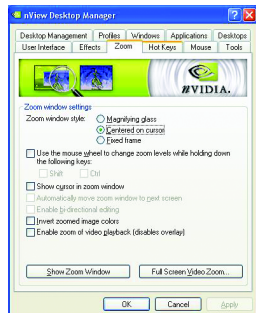 nView Desktop Manager
Desktop Management Profiles Windows Applications Desktops
User Interface Effects Zoom Hot Keys Mouse Tools
NVIDIA.
Zoom window settings
Zoom window style: Magnifying glass
Centered on cursor
Fixed frame
Use the mouse wheel to change zoom levels while holding down
the following keys:
Shift Ctrl
Show cursor in zoom window
Automatically move zoom window to next screen
Enable bi-directional editing
Invert zoomed image colors
Enable zoom of video playback (disables overlay)
Show Zoom Window Full Screen Video Zoom...
OK Cancel Apply